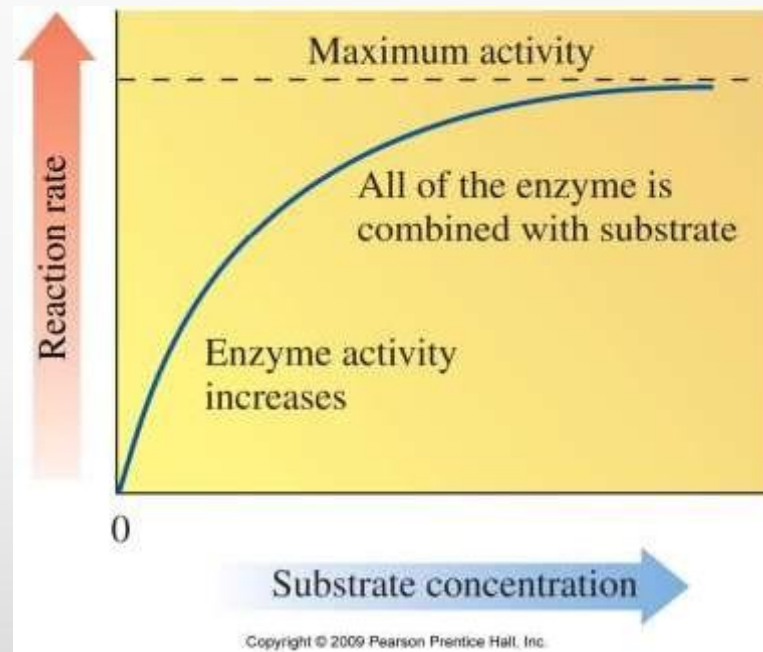 Maximum activity
All of the enzyme is
combined with substrate
Enzyme activity
increases
Reaction rate
0
Substrate concentration
Copyright © 2009 Pearson Prentice Hall, Inc.